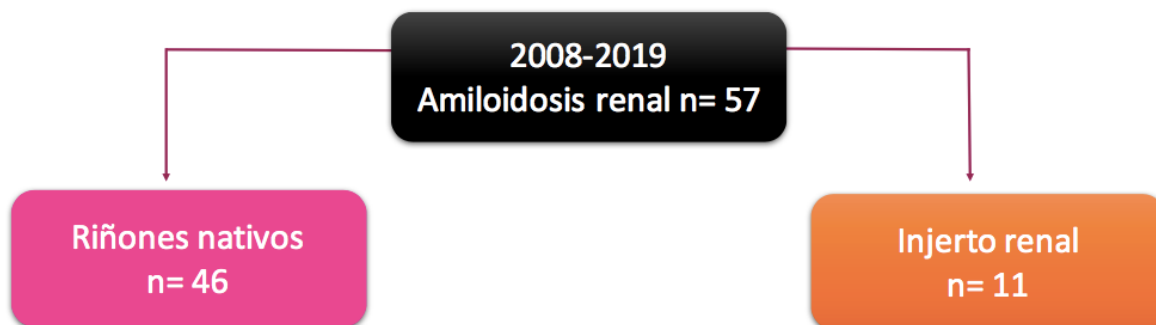 2008-2019
Amiloidosis renal n= 57
Riñones nativos
n= 46
Injerto renal
n= 11